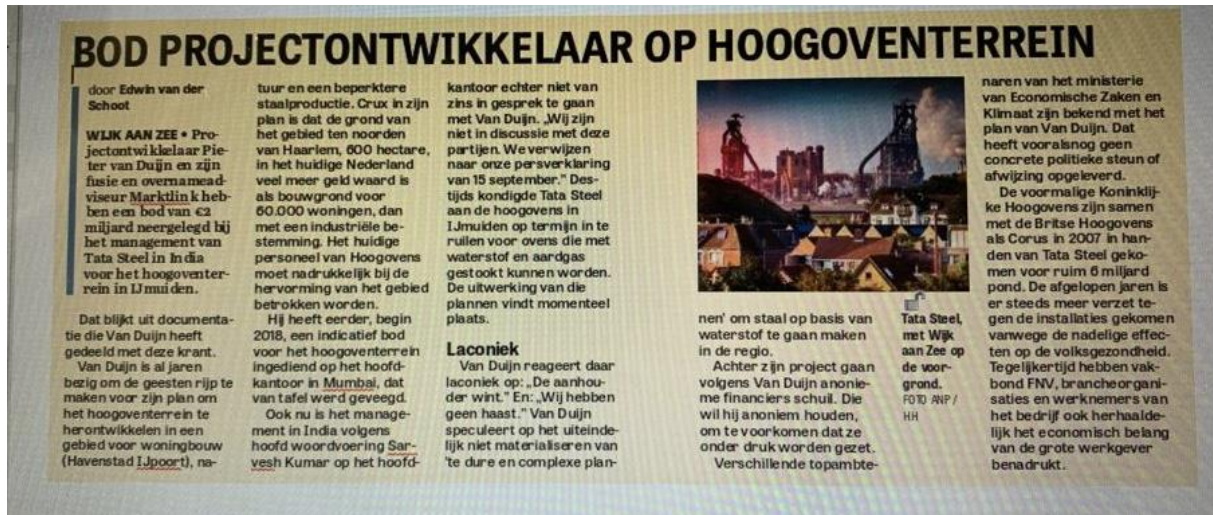 BOD PROJECTONTWIKKELAAR OP HOOGOVENTERREIN
door Edwin van der
Schoot
WIJK AAN ZEE • Pro-
jectontwikkelaar Pie-
ter van Duijn en zijn
fusie en overnamead-
viseur Marktlink heb-
ben een bod van €2
miljard neergelegd bij
het management van
Tata Steel in India
voor het hoogoventer-
rein in IJmuiden.
Dat blijkt uit documenta-
tie die Van Duijn heeft
gedeeld met deze krant.
Van Duijn is al jaren
bezig om de geesten rijp te
maken voor zijn plan om
het hoogoventerrein te
herontwikkelen in een
gebied voor woningbouw
(Havenstad IJpoort), na-
tuur en een beperktere
staalproductie. Crux in zijn
plan is dat de grond van
het gebied ten noorden
van Haarlem, 600 hectare,
in het huidige Nederland
veel meer geld waard is
als bouwgrond voor
60.000 woningen, dan
met een industriële be-
stemming. Het huidige
personeel van Hoogovens
moet nadrukkelijk bij de
hervorming van het gebied
betrokken worden.
Hij heeft eerder, begin
2018, een indicatief bod
voor het hoogoventerrein
ingediend op het hoofd-
kantoor in Mumbai, dat
van tafel werd geveegd.
Ook nu is het manage-
ment in India volgens
hoofd woordvoering Sar-
vesh Kumar op het hoofd-
kantoor echter niet van
zins in gesprek te gaan
met Van Duijn. „Wij zijn
niet in discussie met deze
partijen. We verwijzen
naar onze persverklaring
van 15 september.” Des-
tijds kondigde Tata Steel
aan de hoogovens in
IJmuiden op termijn in te
ruilen voor ovens die met
waterstof en aardgas
gestookt kunnen worden.
De uitwerking van die
plannen vindt momenteel
plaats.
Laconiek
Van Duijn reageert daar
laconiek op: „De aanhou-
der wint.” En: „Wij hebben
geen haast.” Van Duijn
speculeert op het uiteinde-
lijk niet materialiseren van
'te dure en complexe plan-
nen' om staal op basis van
waterstof te gaan maken
in de regio.
Achter zijn project gaan
volgens Van Duijn anonie-
me financiers schuil. Die
wil hij anoniem houden,
om te voorkomen dat ze
onder druk worden gezet.
Verschillende topambte-
Tata Steel,
met Wijk
aan Zee op
de voor-
grond.
FOTO ANP /
HH
naren van het ministerie
van Economische Zaken en
Klimaat zijn bekend met het
plan van Van Duijn. Dat
heeft vooralsnog geen
concrete politieke steun of
afwijzing opgeleverd.
De voormalige Koninklij-
ke Hoogovens zijn samen
met de Britse Hoogovens
als Corus in 2007 in han-
den van Tata Steel geko-
men voor ruim 6 miljard
pond. De afgelopen jaren is
er steeds meer verzet te-
gen de installaties gekomen
vanwege de nadelige effec-
ten op de volksgezondheid.
Tegelijkertijd hebben vak-
bond FNV, brancheorgani-
saties en werknemers van
het bedrijf ook herhaalde-
lijk het economisch belang
van de grote werkgever
benadrukt.